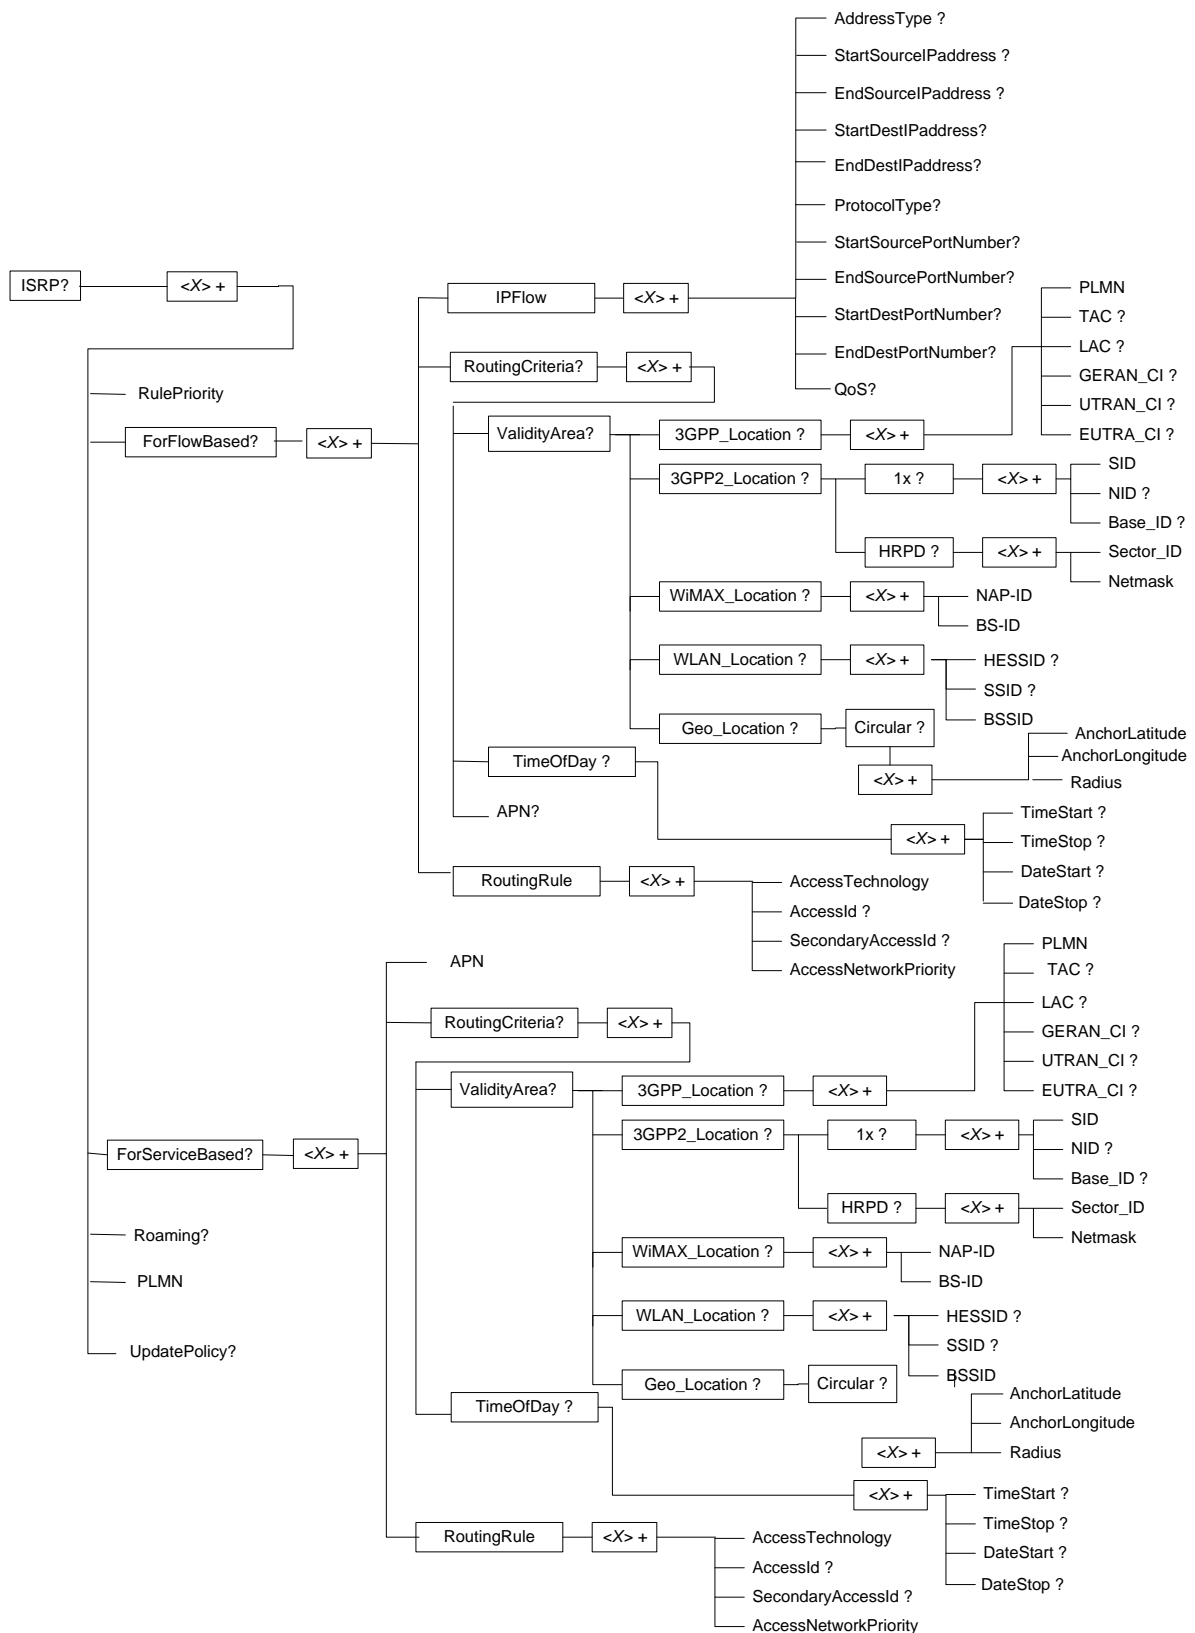 AddressType ?
StartSourceIPaddress ?
EndSourceIPaddress ?
StartDestIPaddress?
EndDestIPaddress?
ProtocolType?
StartSourcePortNumber?
EndSourcePortNumber?
StartDestPortNumber?
EndDestPortNumber?
QoS?
ISRP? <X> +
IPFlow <X> +
RoutingCriteria? <X> +
RulePriority
ForFlowBased? <X> +
PLMN
TAC ?
LAC ?
GERAN_CI ?
UTRAN_CI ?
EUTRA_CI ?
ValidityArea? 3GPP_Location ? <X> +
3GPP2_Location ? 1x ? <X> +
SID
NID ?
Base_ID ?
HRPD ? <X> + Sector_ID
Netmask
WiMAX_Location ? <X> + NAP-ID
BS-ID
WLAN_Location ? <X> + HESSID ?
SSID ?
BSSID
Geo_Location ? Circular ?
<X> +
AnchorLatitude
AnchorLongitude
Radius
TimeOfDay ?
APN?
<X> +
TimeStart ?
TimeStop ?
DateStart ?
DateStop ?
RoutingRule <X> +
AccessTechnology
AccessId ?
SecondaryAccessId ?
AccessNetworkPriority
APN
RoutingCriteria? <X> +
PLMN
TAC ?
LAC ?
GERAN_CI ?
UTRAN_CI ?
EUTRA_CI ?
ValidityArea? 3GPP_Location ? <X> +
3GPP2_Location ? 1x ? <X> +
SID
NID ?
Base_ID ?
ForServiceBased? <X> +
HRPD ? <X> + Sector_ID
Netmask
Roaming?
WiMAX_Location ? <X> + NAP-ID
BS-ID
PLMN
WLAN_Location ? <X> + HESSID ?
SSID ?
BSSID
UpdatePolicy?
Geo_Location ? Circular ?
TimeOfDay ?
AnchorLatitude
AnchorLongitude
<X> + Radius
<X> +
TimeStart ?
TimeStop ?
DateStart ?
DateStop ?
RoutingRule <X> +
AccessTechnology
AccessId ?
SecondaryAccessId ?
AccessNetworkPriority